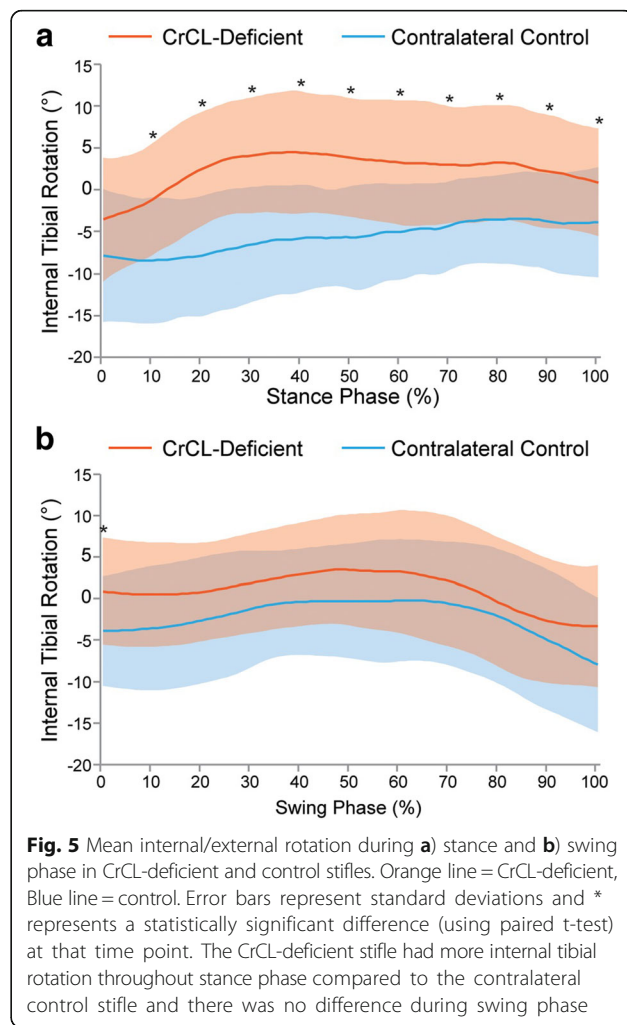 a
CrCL-Deficient Contralateral Control
Internal Tibial Rotation (°)
15
10
5
0
-5
-10
-15
-20
* * * * * * * * * *
0 10 20 30 40 50 60 70 80 90 100
Stance Phase (%)
b
CrCL-Deficient Contralateral Control
Internal Tibial Rotation (°)
15
10
5
0
-5
-10
-15
-20
*
0 10 20 30 40 50 60 70 80 90 100
Swing Phase (%)
Fig. 5 Mean internal/external rotation during a) stance and b) swing
phase in CrCL-deficient and control stifles. Orange line = CrCL-deficient,
Blue line = control. Error bars represent standard deviations and *
represents a statistically significant difference (using paired t-test)
at that time point. The CrCL-deficient stifle had more internal tibial
rotation throughout stance phase compared to the contralateral
control stifle and there was no difference during swing phase